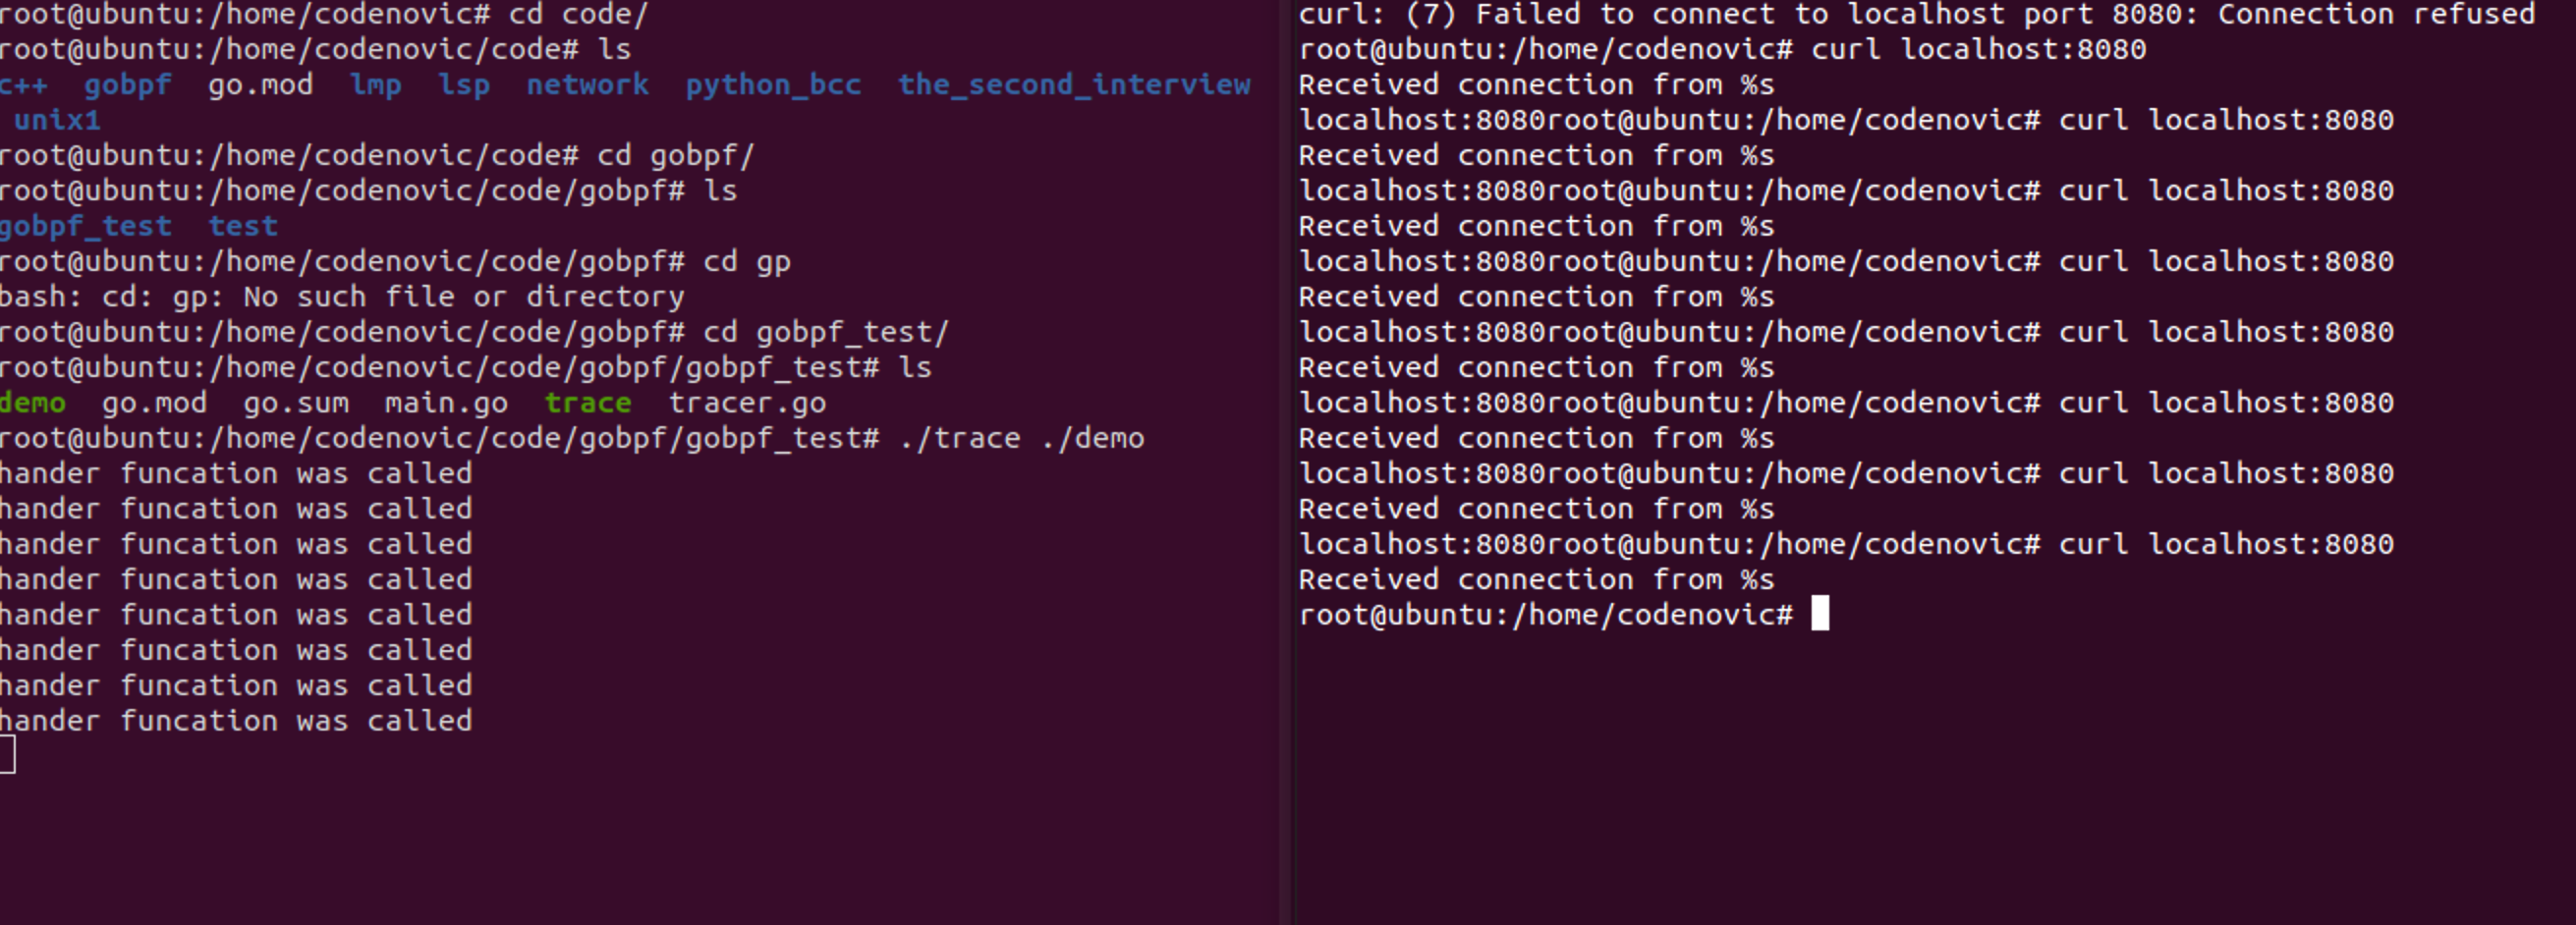 root@ubuntu:/home/codenovic# cd code/
root@ubuntu:/home/codenovic/code# ls
c++  gobpf  go.mod  lmp  lsp  network  python_bcc  the_second_interview
 unix1
root@ubuntu:/home/codenovic/code# cd gobpf/
root@ubuntu:/home/codenovic/code/gobpf# ls
gobpf_test  test
root@ubuntu:/home/codenovic/code/gobpf# cd gp
bash: cd: gp: No such file or directory
root@ubuntu:/home/codenovic/code/gobpf# cd gobpf_test/
root@ubuntu:/home/codenovic/code/gobpf/gobpf_test# ls
demo  go.mod  go.sum  main.go  trace  tracer.go
root@ubuntu:/home/codenovic/code/gobpf/gobpf_test# ./trace ./demo
hander funcation was called
hander funcation was called
hander funcation was called
hander funcation was called
hander funcation was called
hander funcation was called
hander funcation was called
hander funcation was called
curl: (7) Failed to connect to localhost port 8080: Connection refused
root@ubuntu:/home/codenovic# curl localhost:8080
Received connection from %s
localhost:8080root@ubuntu:/home/codenovic# curl localhost:8080
Received connection from %s
localhost:8080root@ubuntu:/home/codenovic# curl localhost:8080
Received connection from %s
localhost:8080root@ubuntu:/home/codenovic# curl localhost:8080
Received connection from %s
localhost:8080root@ubuntu:/home/codenovic# curl localhost:8080
Received connection from %s
localhost:8080root@ubuntu:/home/codenovic# curl localhost:8080
Received connection from %s
localhost:8080root@ubuntu:/home/codenovic# curl localhost:8080
Received connection from %s
localhost:8080root@ubuntu:/home/codenovic# curl localhost:8080
Received connection from %s
root@ubuntu:/home/codenovic#